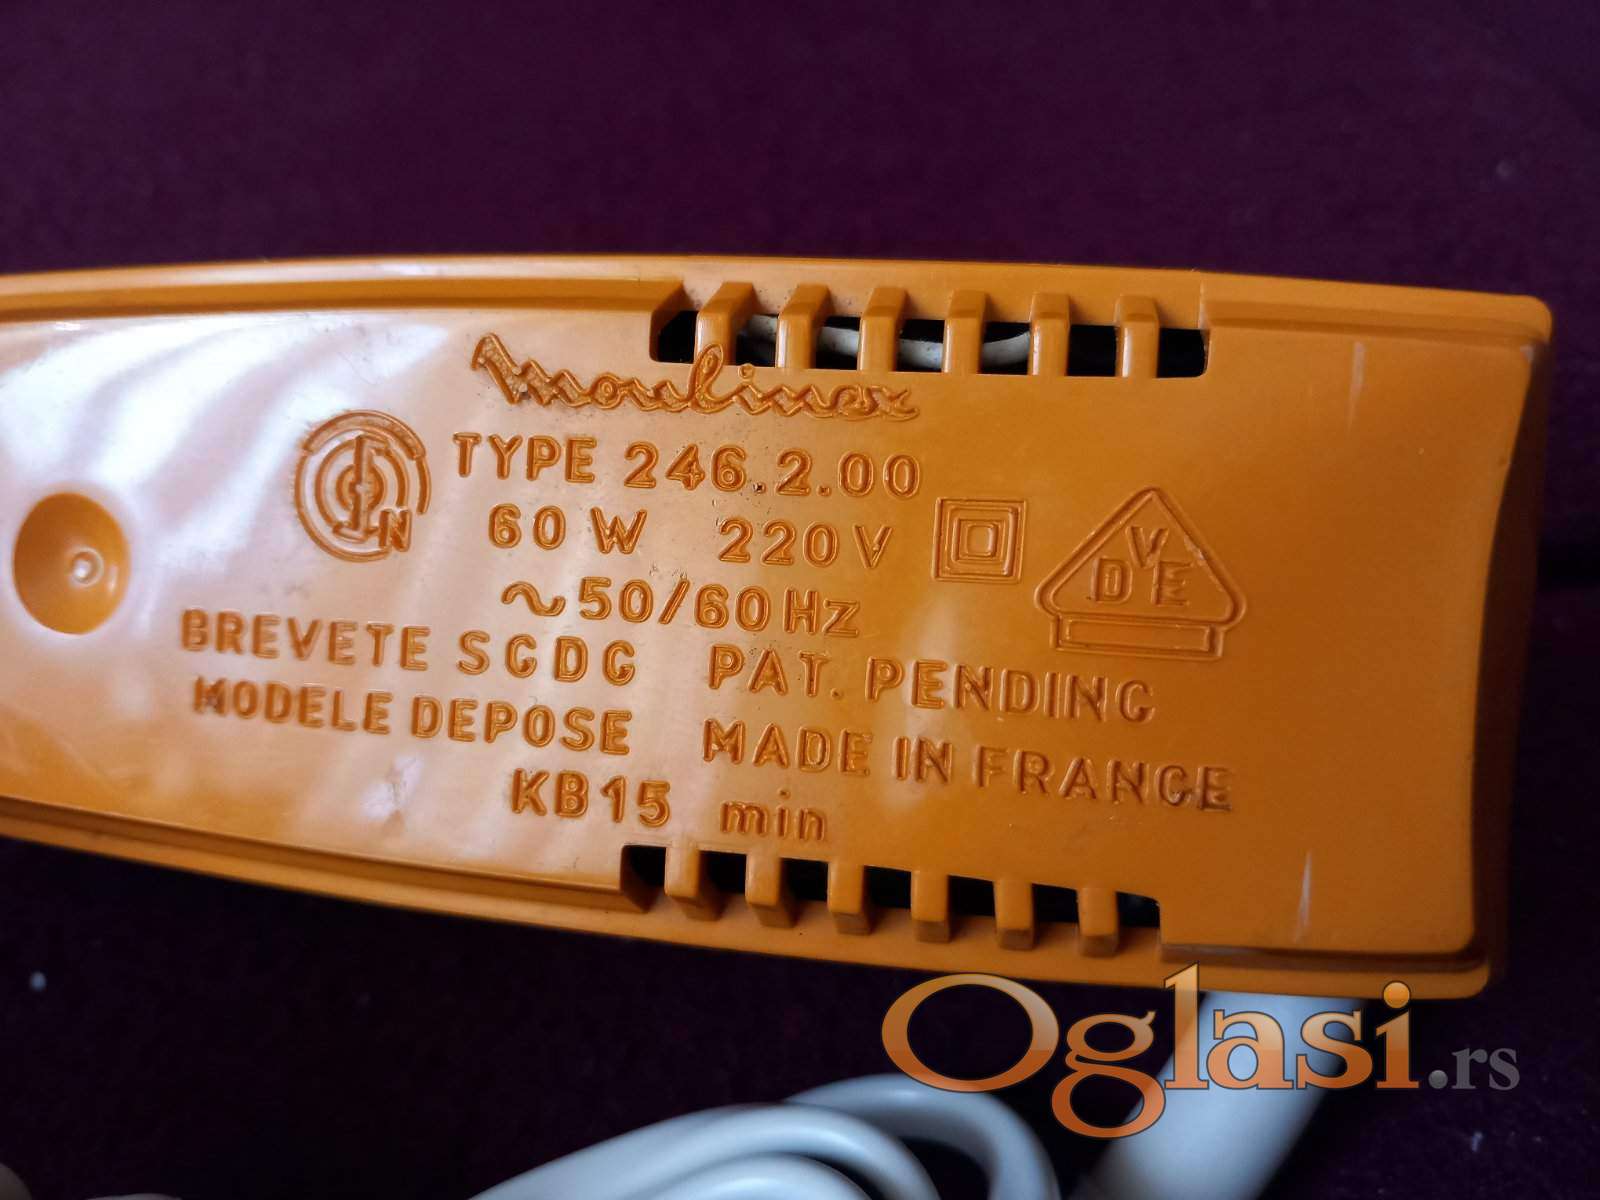 Moulinex
TYPE 246.2.00
N
60 W 220 V
VDE
~50/60 Hz
BREVETE SGDG PAT. PENDING
MODELE DEPOSE MADE IN FRANCE
KB15 min
Oglasi.rs